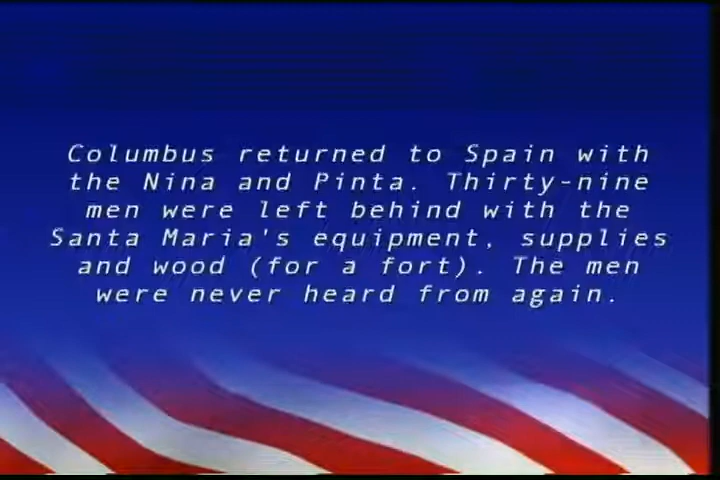 Columbus returned to Spain with
the Nina and Pinta. Thirty-nine
men were left behind with the
Santa Maria's equipment, supplies
and wood (for a fort). The men
were never heard from again.